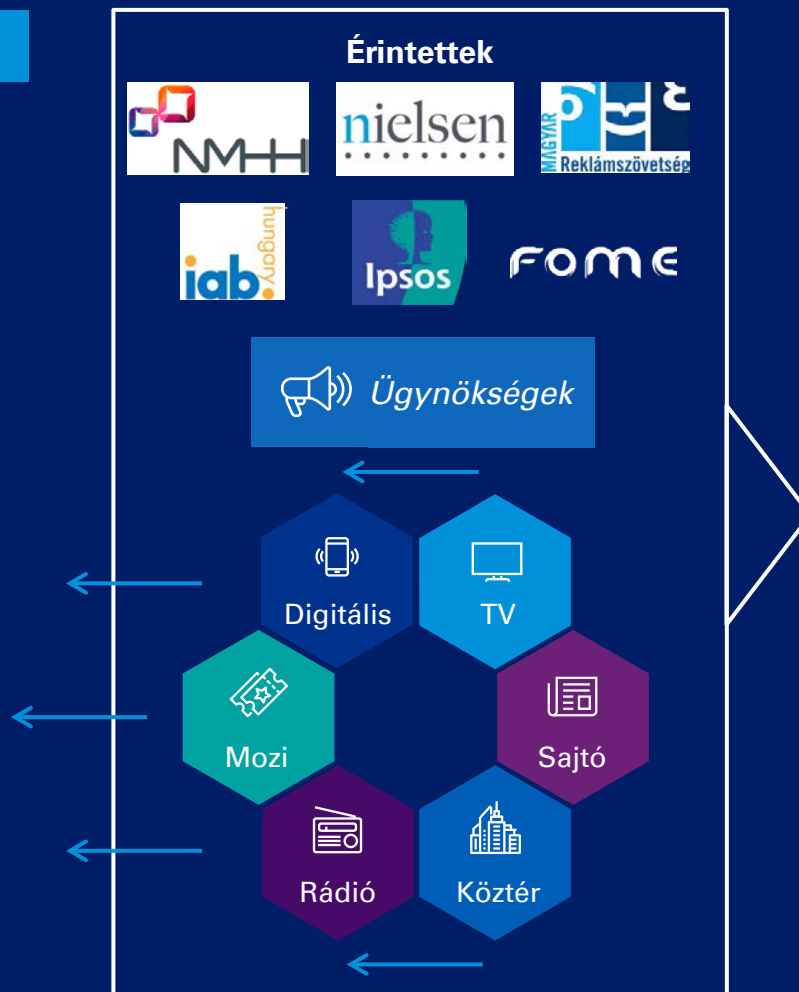 Érintettek
NMHH
nielsen
MAGYAR
Reklámszövetség
iab
hungary
Ipsos
FOME
Ügynökségek
Digitális
TV
Mozi
Sajtó
Rádió
Köztér